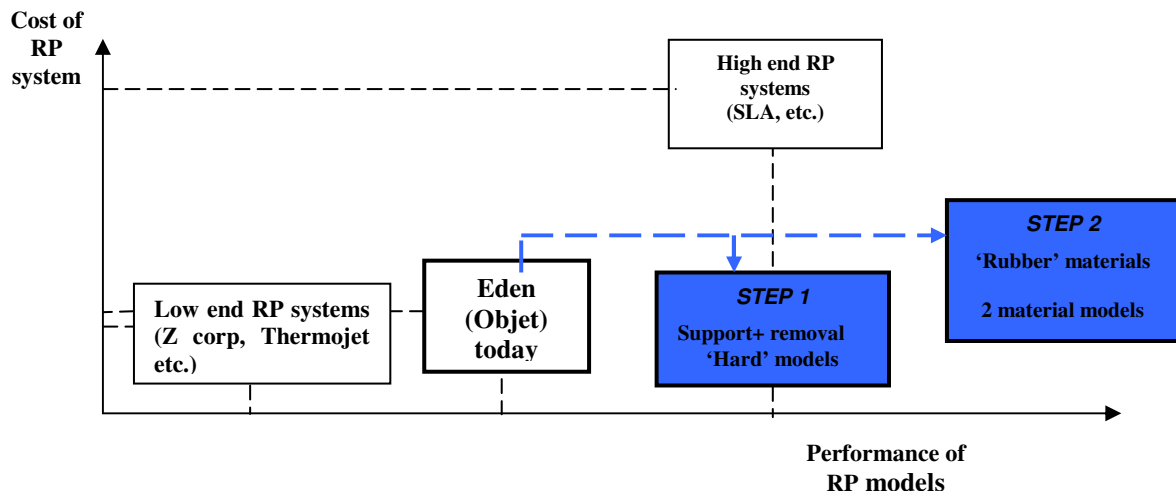 Cost of
RP
system
High end RP
systems
(SLA, etc.)
STEP 2
‘Rubber’ materials
2 material models
Eden
(Objet)
today
STEP 1
Support+ removal
‘Hard’ models
Low end RP systems
(Z corp, Thermojet
etc.)
Performance of
RP models